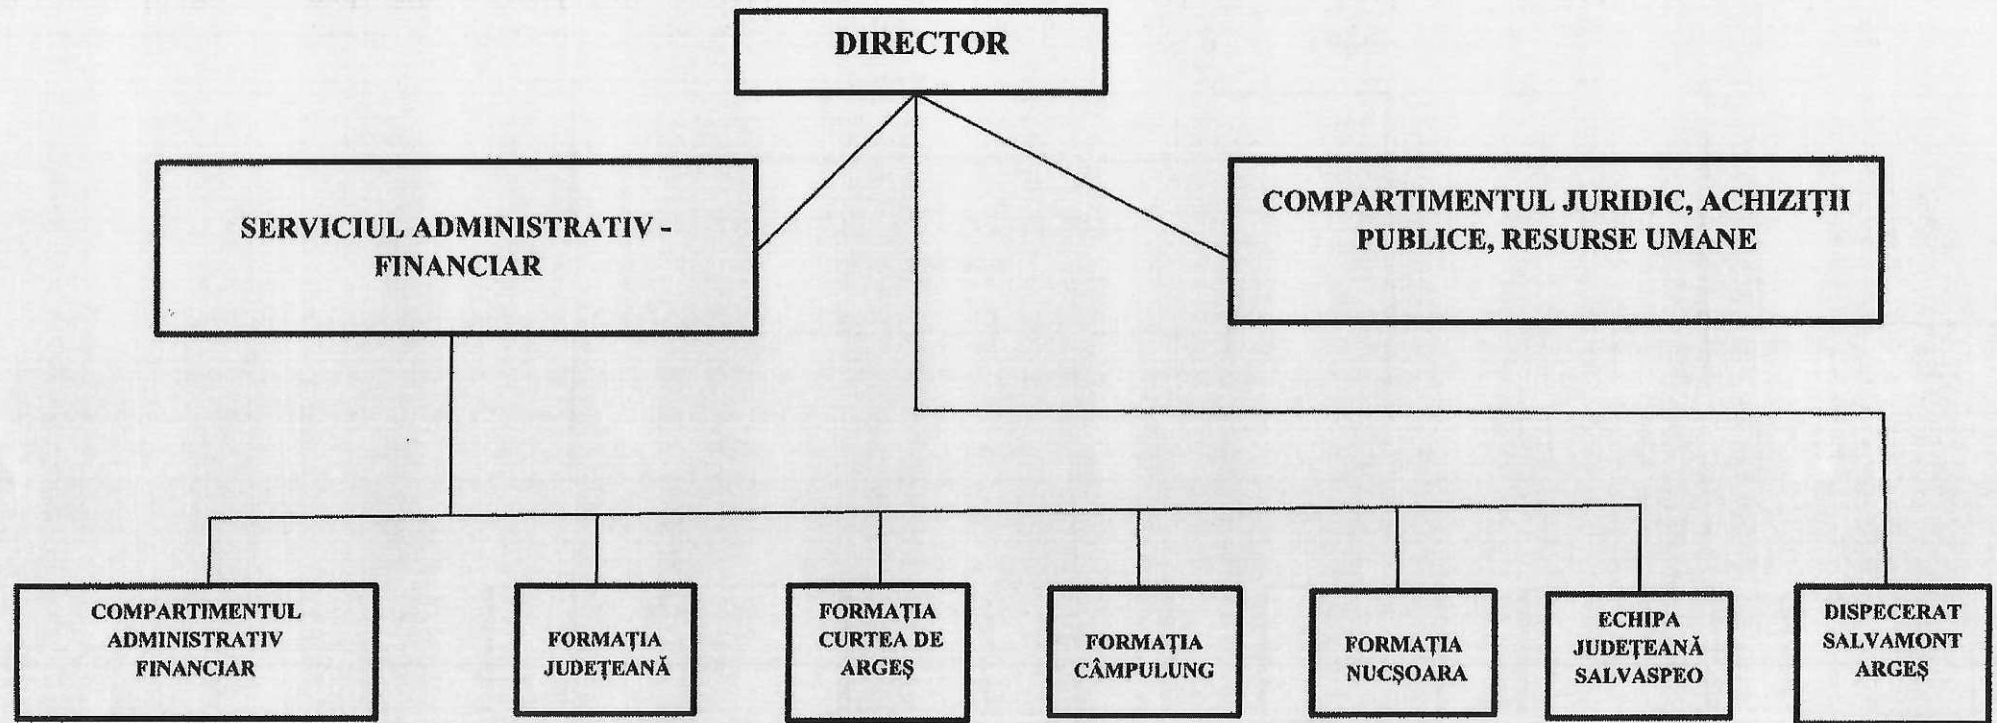 DIRECTOR
SERVICIUL ADMINISTRATIV -
FINANCIAR
COMPARTIMENTUL JURIDIC, ACHIZIȚII
PUBLICE, RESURSE UMANE
COMPARTIMENTUL
ADMINISTRATIV
FINANCIAR
FORMAȚIA
JUDEȚEANĂ
FORMAȚIA
CURTEA DE
ARGEȘ
FORMAȚIA
CÂMPULUNG
FORMAȚIA
NUCȘOARA
ECHIPA
JUDEȚEANĂ
SALVASPEO
DISPECERAT
SALVAMONT
ARGEȘ